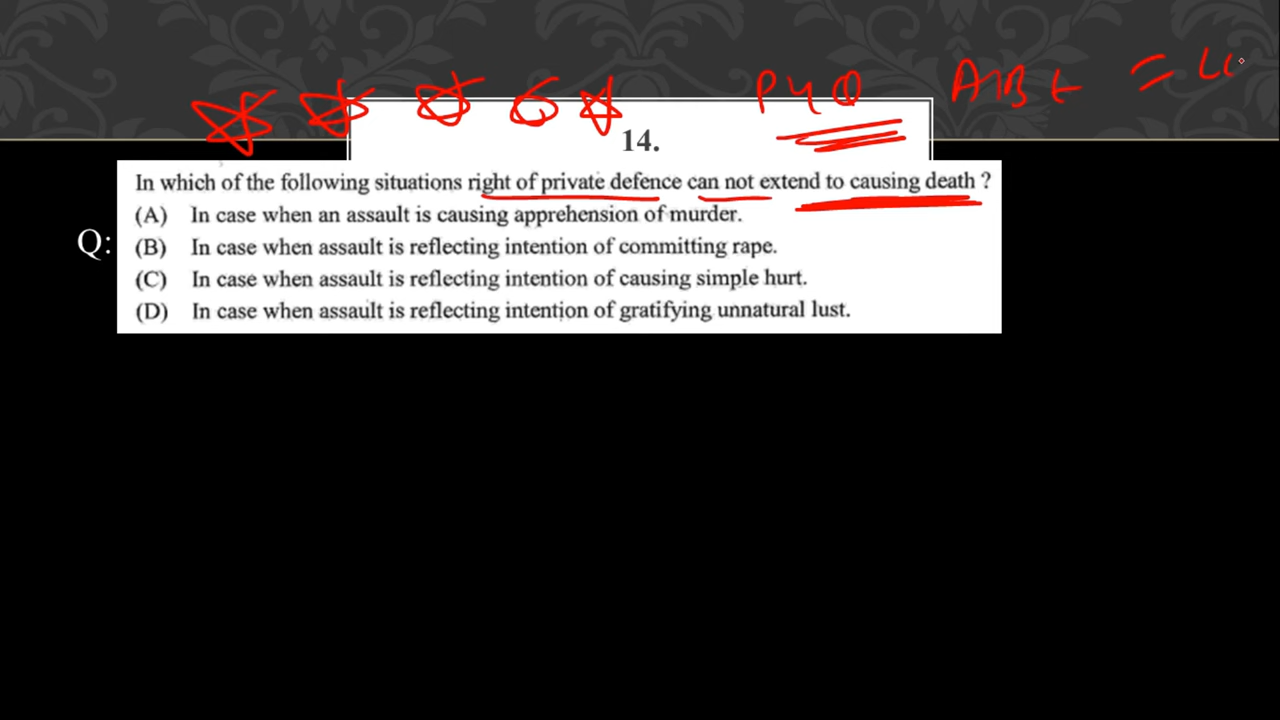 PYQ
14.
In which of the following situations right of private defence can not extend to causing death ?
Q:
(A) In case when an assault is causing apprehension of murder.
(B) In case when assault is reflecting intention of committing rape.
(C) In case when assault is reflecting intention of causing simple hurt.
(D) In case when assault is reflecting intention of gratifying unnatural lust.